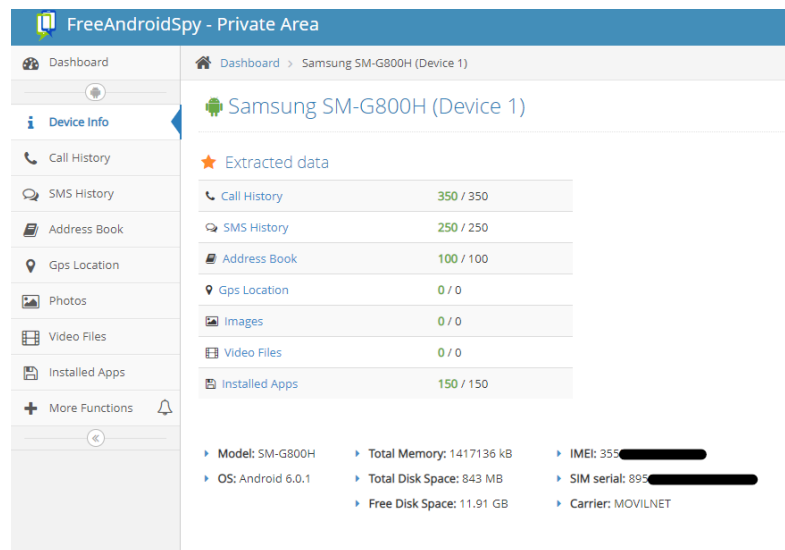 FreeAndroidSpy - Private Area
Dashboard
Dashboard > Samsung SM-G800H (Device 1)
Device Info
Call History
SMS History
Address Book
Gps Location
Photos
Video Files
Installed Apps
More Functions
Samsung SM-G800H (Device 1)
Extracted data
Call History 350 / 350
SMS History 250 / 250
Address Book 100 / 100
Gps Location 0 / 0
Images 0 / 0
Video Files 0 / 0
Installed Apps 150 / 150
Model: SM-G800H Total Memory: 1417136 kB IMEI: 355
OS: Android 6.0.1 Total Disk Space: 843 MB SIM serial: 895
Free Disk Space: 11.91 GB Carrier: MOVILNET